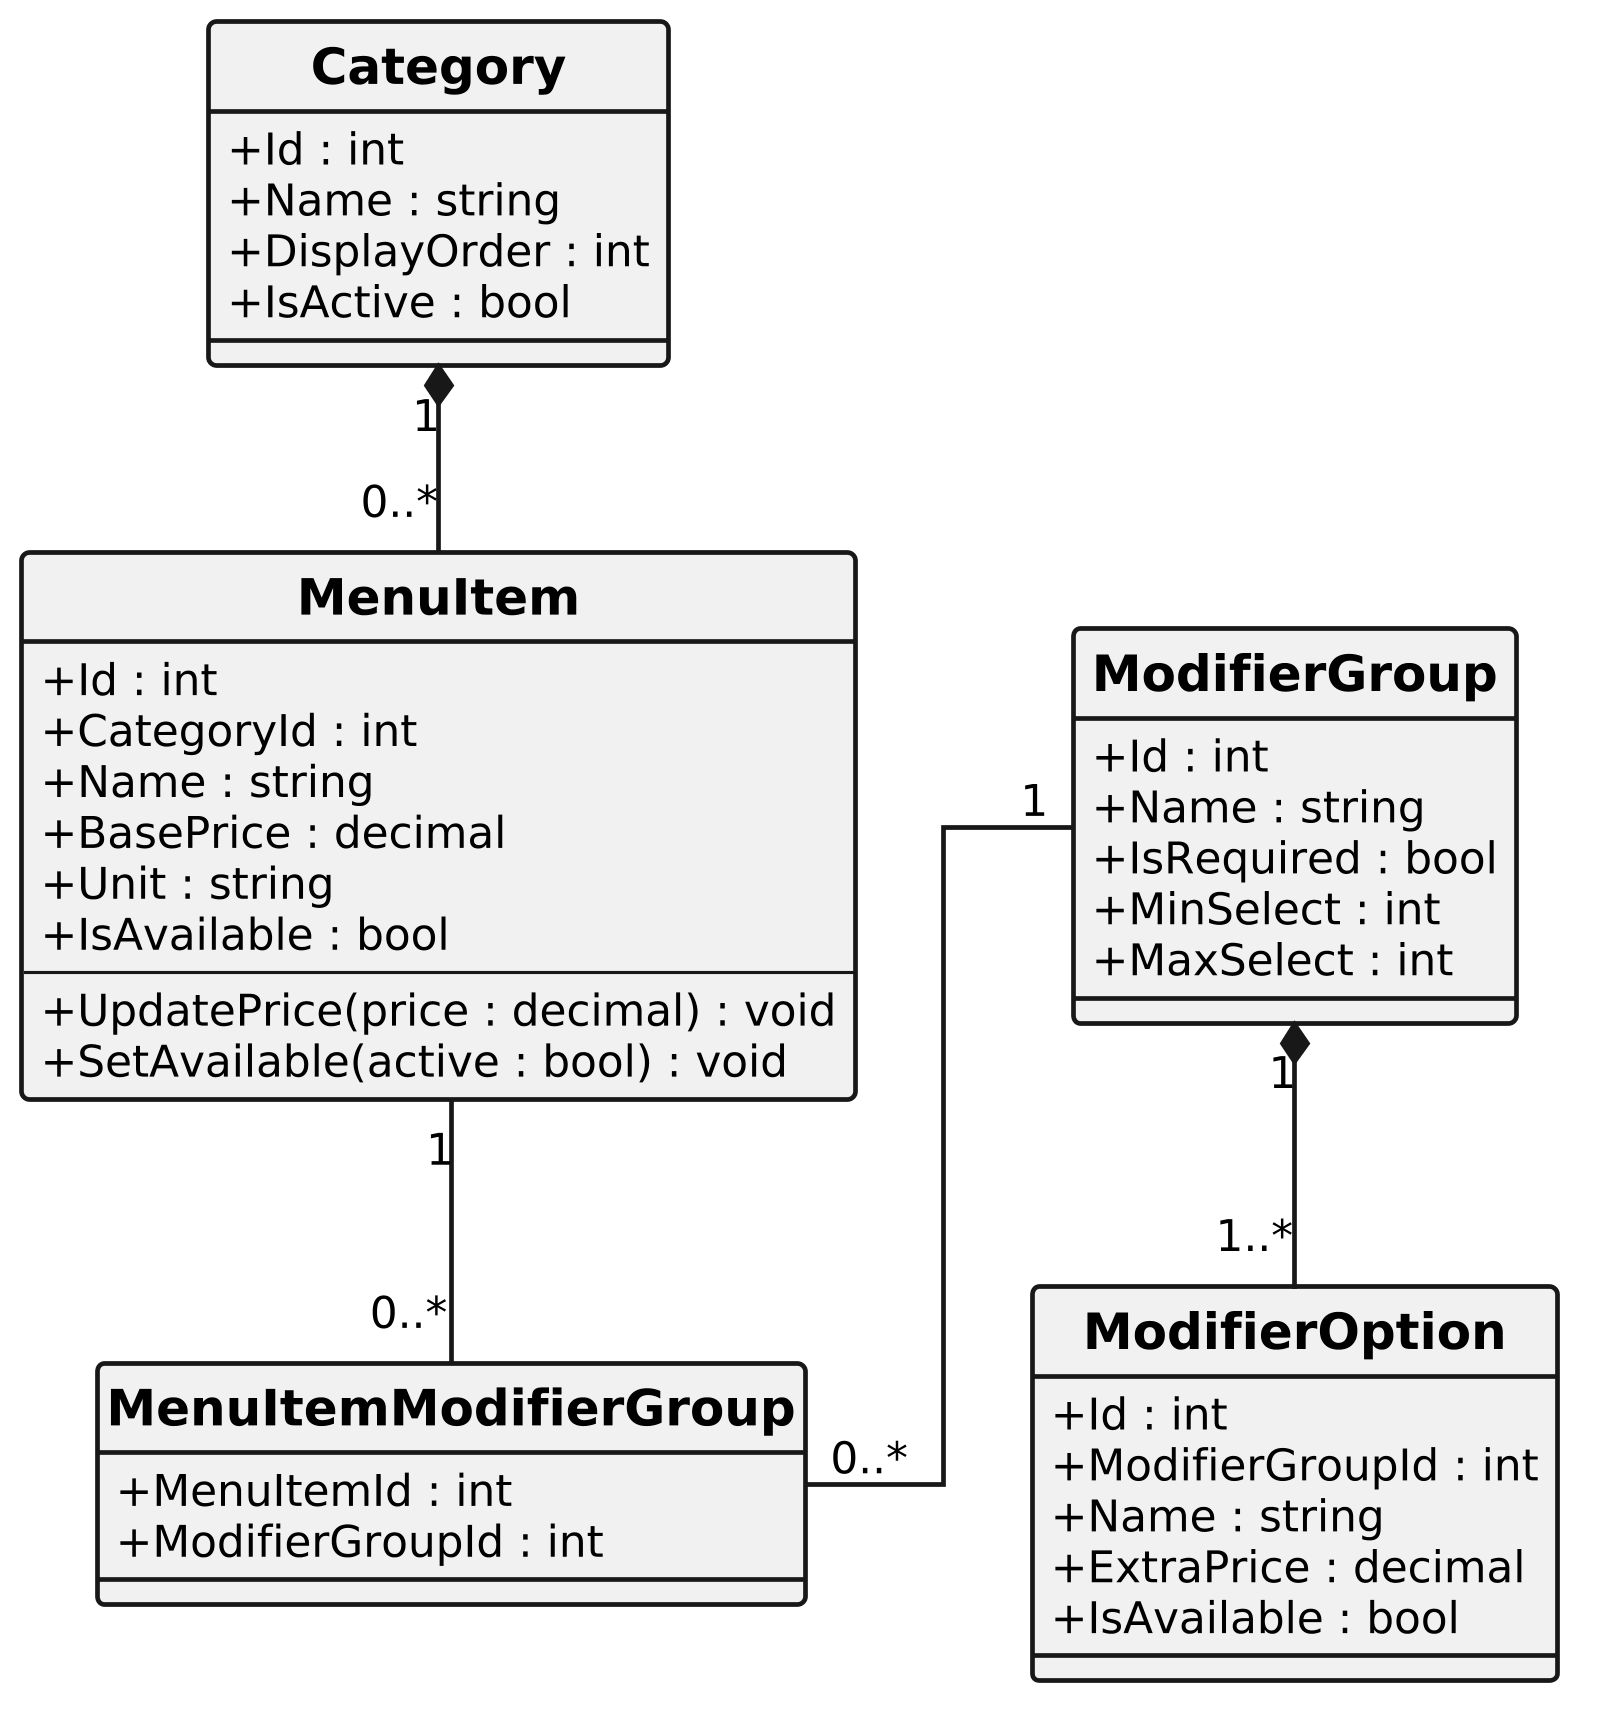 Category
+Id : int
+Name : string
+DisplayOrder : int
+IsActive : bool
1
0..*
MenuItem
+Id : int
+CategoryId : int
+Name : string
+BasePrice : decimal
+Unit : string
+IsAvailable : bool
+UpdatePrice(price : decimal) : void
+SetAvailable(active : bool) : void
1
0..*
MenuItemModifierGroup
+MenuItemId : int
+ModifierGroupId : int
0..*
1
ModifierGroup
+Id : int
+Name : string
+IsRequired : bool
+MinSelect : int
+MaxSelect : int
1
1..*
ModifierOption
+Id : int
+ModifierGroupId : int
+Name : string
+ExtraPrice : decimal
+IsAvailable : bool